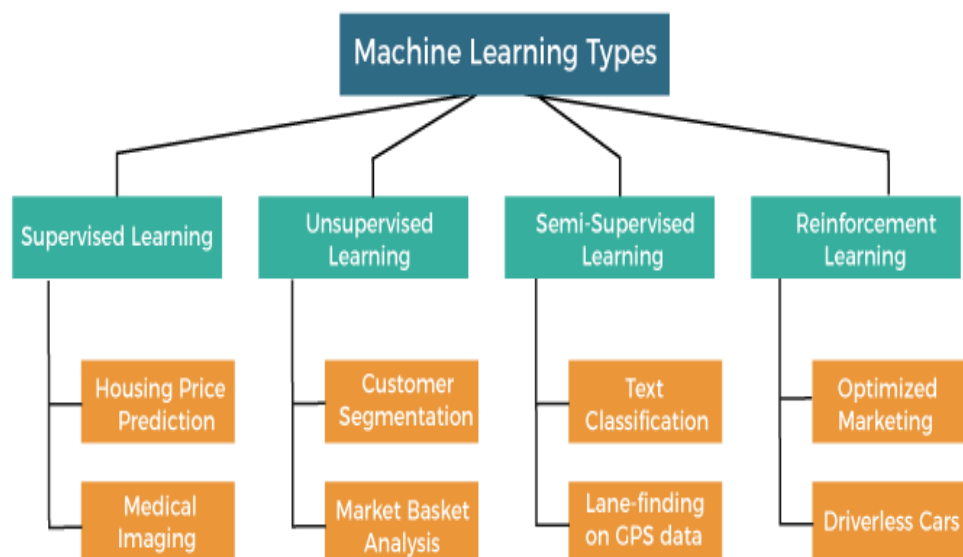 Machine Learning Types
Supervised Learning
Unsupervised
Learning
Semi-Supervised
Learning
Reinforcement
Learning
Housing Price
Prediction
Customer
Segmentation
Text
Classification
Optimized
Marketing
Medical
Imaging
Market Basket
Analysis
Lane-finding
on GPS data
Driverless Cars